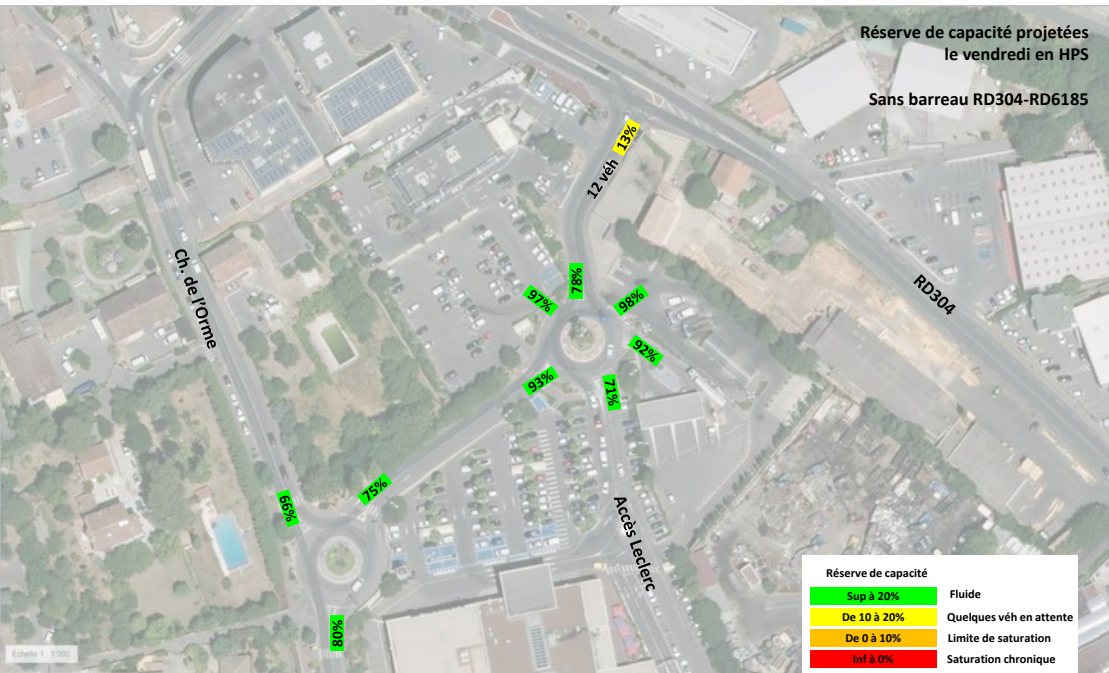 Réserve de capacité projetées
le vendredi en HPS
Sans barreau RD304-RD6185
13%
12 véh
78%
97%
98%
92%
93%
71%
Ch. de l'Orme
RD304
75%
66%
Accès Leclerc
80%
Réserve de capacité
Sup à 20% Fluide
De 10 à 20% Quelques véh en attente
De 0 à 10% Limite de saturation
Inf à 0% Saturation chronique
Echelle 1 : 1 000